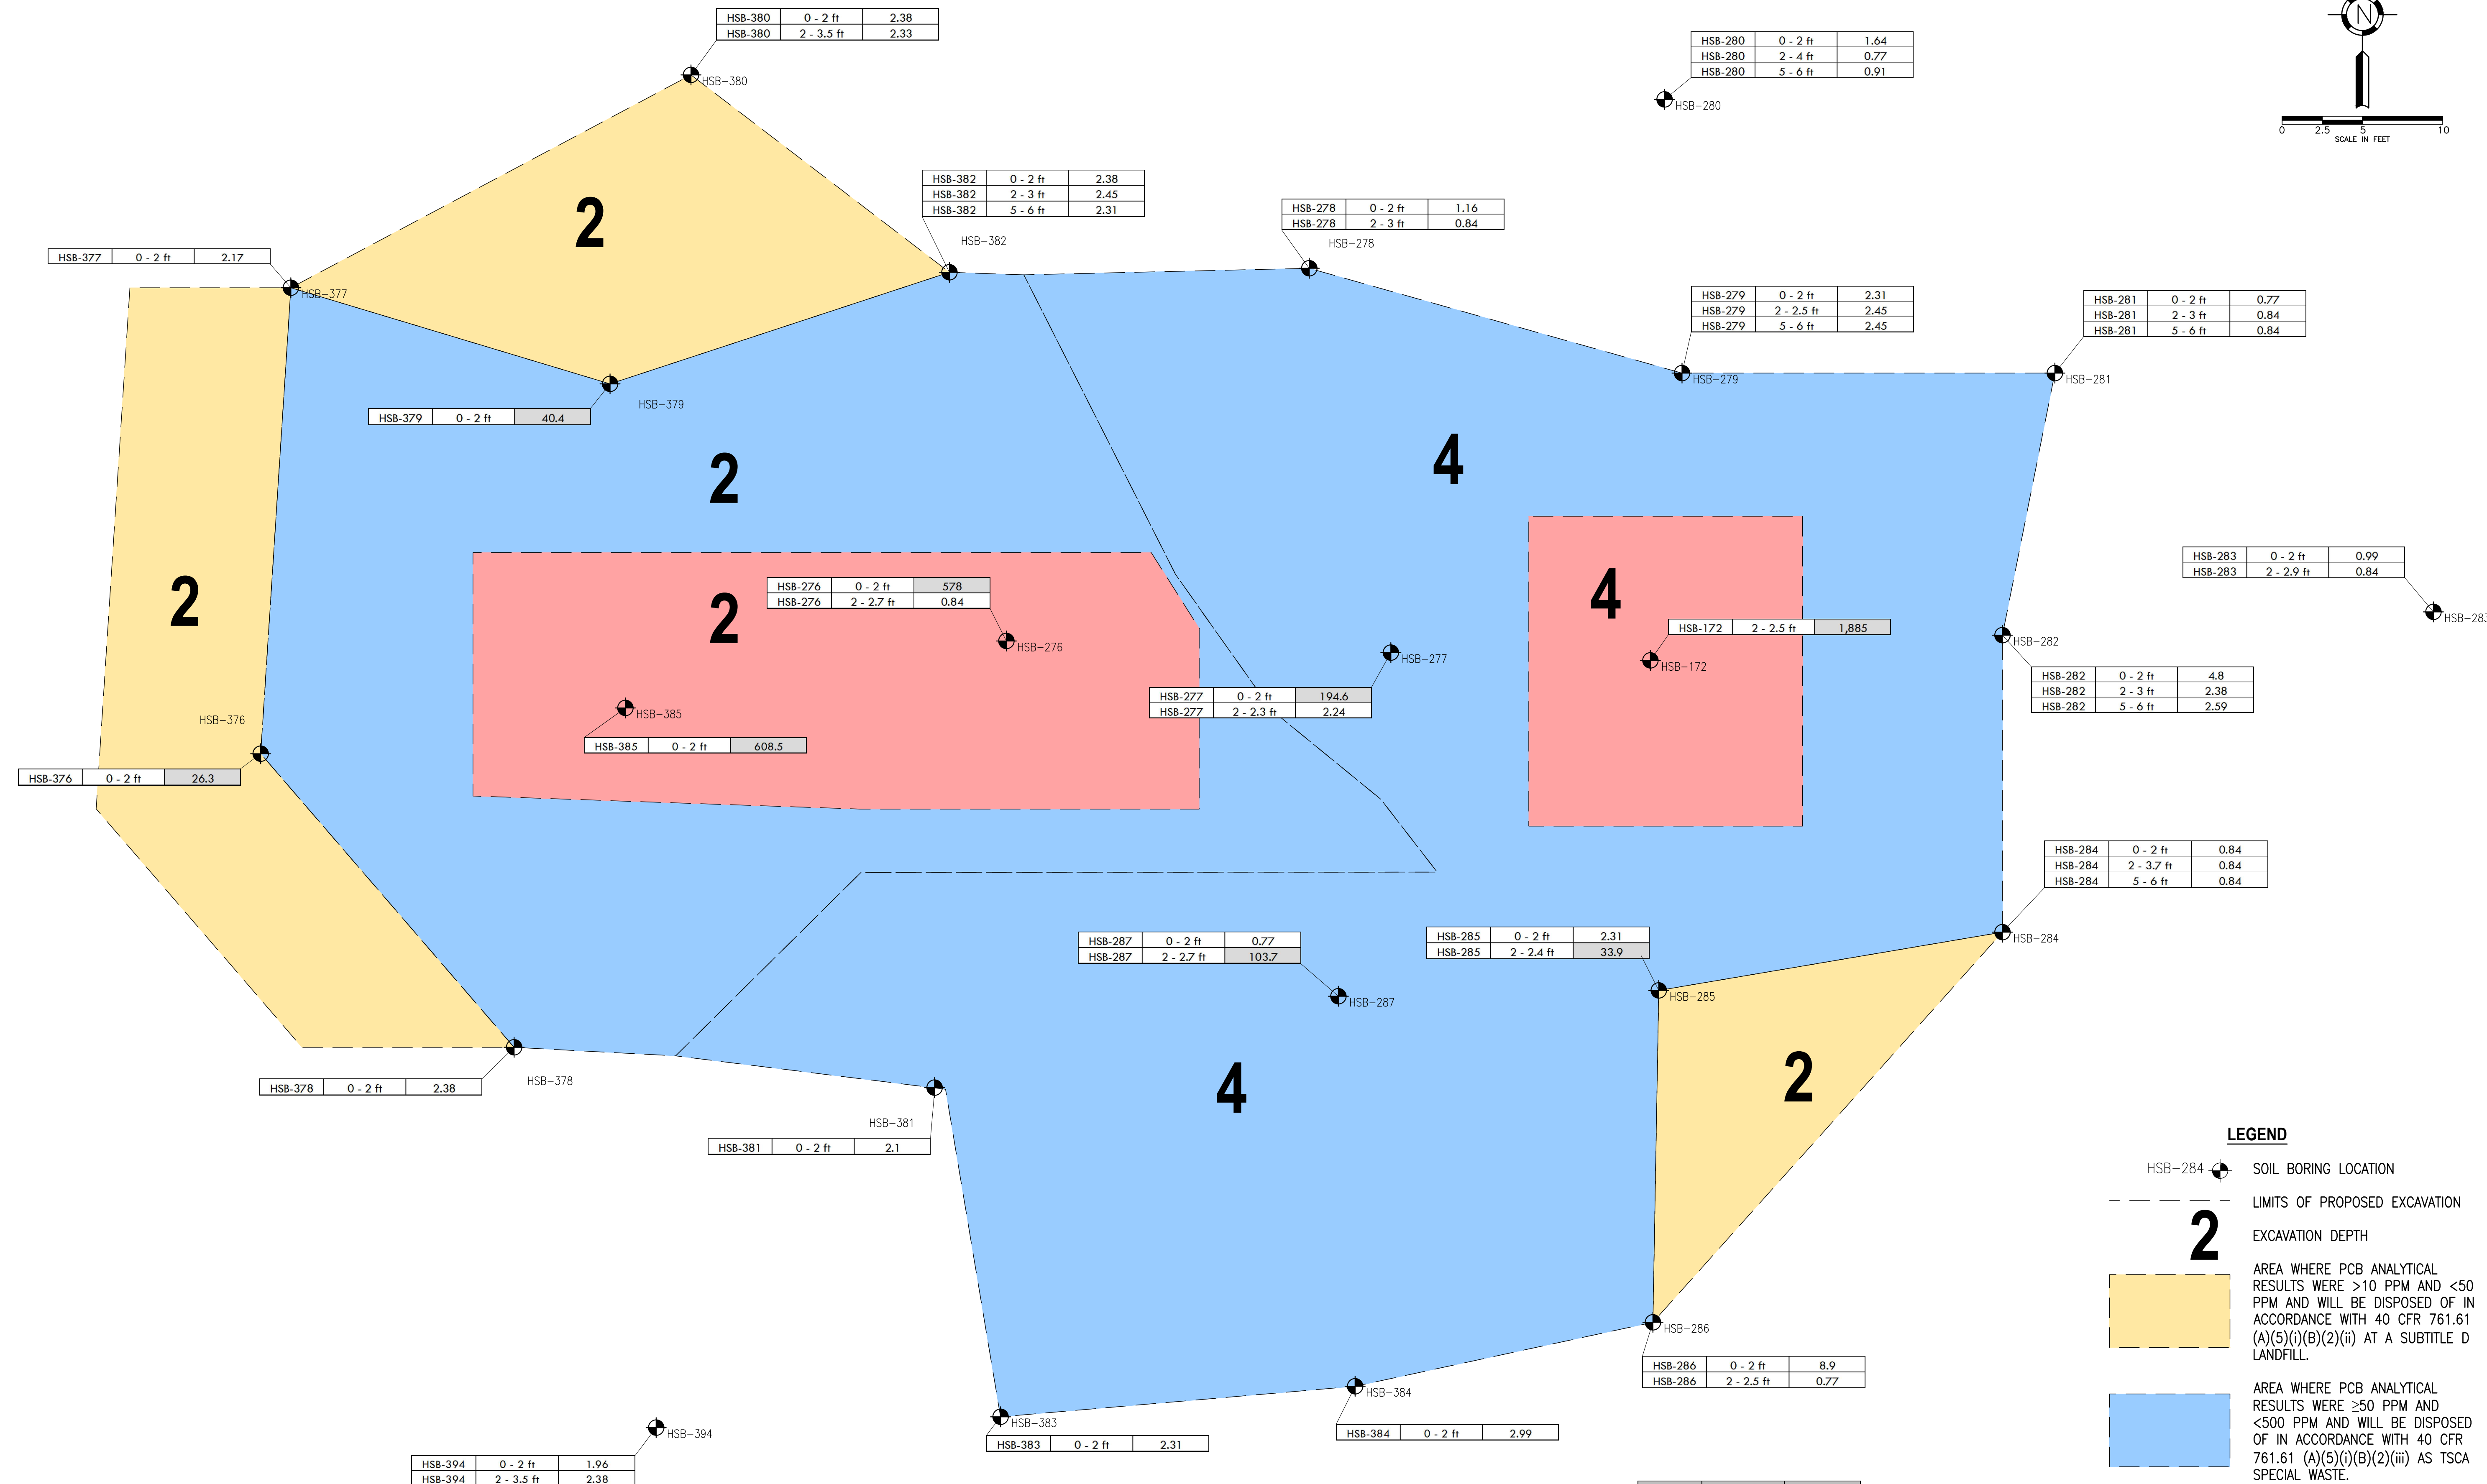 HSB-380 0 - 2 ft 2.38
HSB-380 2 - 3.5 ft 2.33
HSB-380
HSB-280 0 - 2 ft 1.64
HSB-280 2 - 4 ft 0.77
HSB-280 5 - 6 ft 0.91
HSB-280
N
0 2.5 5 10
SCALE IN FEET
HSB-382 0 - 2 ft 2.38
HSB-382 2 - 3 ft 2.45
HSB-382 5 - 6 ft 2.31
HSB-382
HSB-278 0 - 2 ft 1.16
HSB-278 2 - 3 ft 0.84
HSB-278
2
HSB-377 0 - 2 ft 2.17
HSB-377
HSB-279 0 - 2 ft 2.31
HSB-279 2 - 2.5 ft 2.45
HSB-279 5 - 6 ft 2.45
HSB-279
HSB-281 0 - 2 ft 0.77
HSB-281 2 - 3 ft 0.84
HSB-281 5 - 6 ft 0.84
HSB-281
HSB-379
HSB-379 0 - 2 ft 40.4
2
4
2
2
HSB-276 0 - 2 ft 578
HSB-276 2 - 2.7 ft 0.84
HSB-276
4
HSB-172 2 - 2.5 ft 1,885
HSB-172
HSB-277
HSB-277 0 - 2 ft 194.6
HSB-277 2 - 2.3 ft 2.24
HSB-283 0 - 2 ft 0.99
HSB-283 2 - 2.9 ft 0.84
HSB-283
HSB-282
HSB-282 0 - 2 ft 4.8
HSB-282 2 - 3 ft 2.38
HSB-282 5 - 6 ft 2.59
HSB-385
HSB-385 0 - 2 ft 608.5
HSB-376
HSB-376 0 - 2 ft 26.3
HSB-284 0 - 2 ft 0.84
HSB-284 2 - 3.7 ft 0.84
HSB-284 5 - 6 ft 0.84
HSB-284
HSB-287 0 - 2 ft 0.77
HSB-287 2 - 2.7 ft 103.7
HSB-287
HSB-285 0 - 2 ft 2.31
HSB-285 2 - 2.4 ft 33.9
HSB-285
4
2
HSB-378 0 - 2 ft 2.38
HSB-378
HSB-381
HSB-381 0 - 2 ft 2.1
HSB-286
HSB-286 0 - 2 ft 8.9
HSB-286 2 - 2.5 ft 0.77
HSB-384
HSB-384 0 - 2 ft 2.99
HSB-383
HSB-383 0 - 2 ft 2.31
HSB-394
HSB-394 0 - 2 ft 1.96
HSB-394 2 - 3.5 ft 2.38
LEGEND
HSB-284 SOIL BORING LOCATION
LIMITS OF PROPOSED EXCAVATION
2 EXCAVATION DEPTH
AREA WHERE PCB ANALYTICAL
RESULTS WERE >10 PPM AND <50
PPM AND WILL BE DISPOSED OF IN
ACCORDANCE WITH 40 CFR 761.61
(A)(5)(i)(B)(2)(ii) AT A SUBTITLE D
LANDFILL.
AREA WHERE PCB ANALYTICAL
RESULTS WERE ≥50 PPM AND
<500 PPM AND WILL BE DISPOSED
OF IN ACCORDANCE WITH 40 CFR
761.61 (A)(5)(i)(B)(2)(iii) AS TSCA
SPECIAL WASTE.